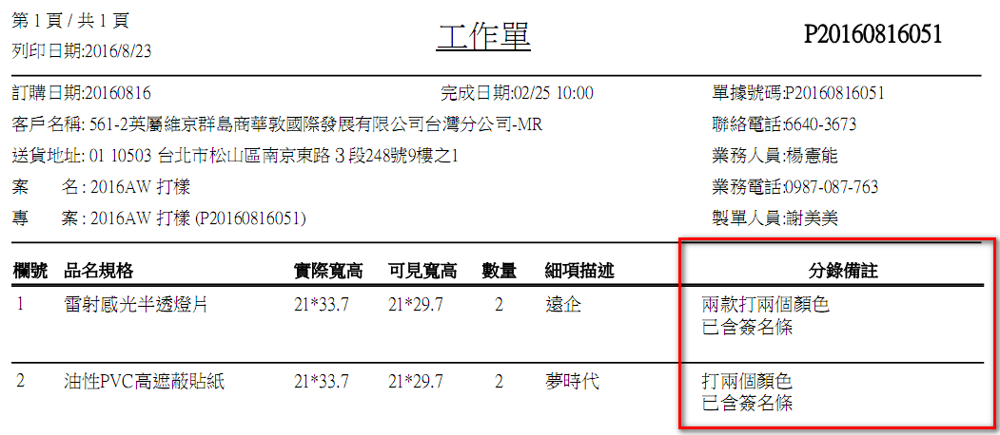 第 1 頁 / 共 1 頁
列印日期:2016/8/23
工作單
P20160816051
訂購日期:20160816 完成日期:02/25 10:00 單據號碼:P20160816051
客戶名稱: 561-2英屬維京群島商華敦國際發展有限公司台灣分公司-MR 聯絡電話:6640-3673
送貨地址: 01 10503 台北市松山區南京東路３段248號9樓之1 業務人員:楊憲能
案 名 : 2016AW 打樣 業務電話:0987-087-763
專 案 : 2016AW 打樣 (P20160816051) 製單人員:謝美美
欄號 品名規格 實際寬高 可見寬高 數量 細項描述 分錄備註
1 雷射感光半透燈片 21*33.7 21*29.7 2 遠企 兩款打兩個顏色
已含簽名條
2 油性PVC高遮蔽貼紙 21*33.7 21*29.7 2 夢時代 打兩個顏色
已含簽名條